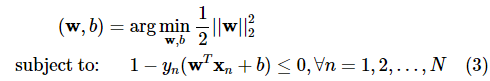 (w, b) = arg min_{w,b} 1/2 ||w||_2^2
subject to: 1 − y_n(w^T x_n + b) ≤ 0, ∀n = 1, 2, …, N (3)